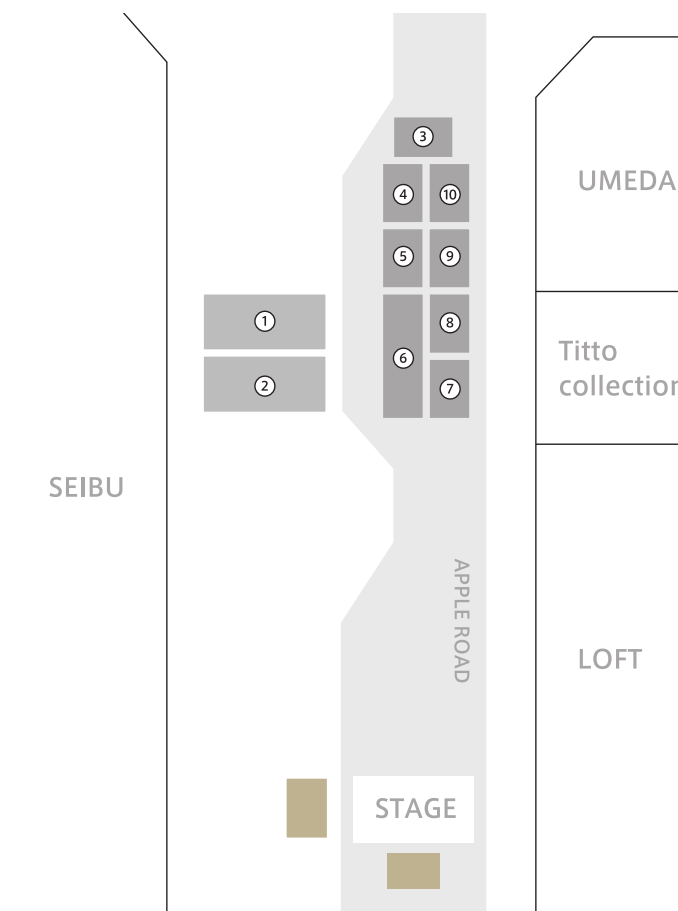 ③
④
⑩
UMEDA
⑤
⑨
①
⑧
②
⑥
⑦
Titto
collection
SEIBU
APPLE ROAD
LOFT
STAGE